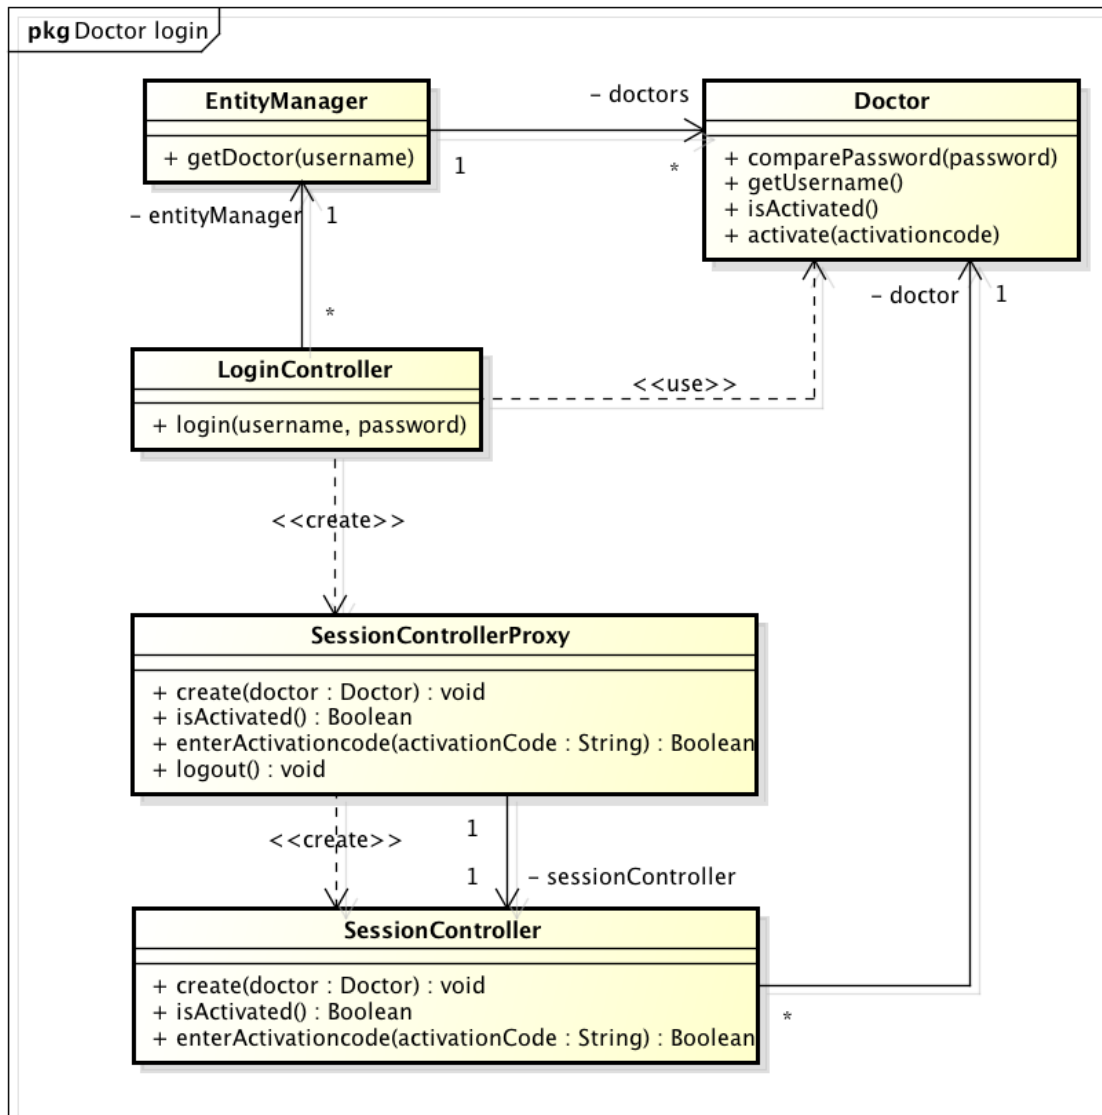 pkg Doctor login
EntityManager
+ getDoctor(username)
– doctors
1
*
Doctor
+ comparePassword(password)
+ getUsername()
+ isActivated()
+ activate(activationcode)
– entityManager
1
*
– doctor
1
LoginController
+ login(username, password)
<<use>>
<<create>>
SessionControllerProxy
+ create(doctor : Doctor) : void
+ isActivated() : Boolean
+ enterActivationcode(activationCode : String) : Boolean
+ logout() : void
<<create>>
1
1
– sessionController
SessionController
+ create(doctor : Doctor) : void
+ isActivated() : Boolean
+ enterActivationcode(activationCode : String) : Boolean
*